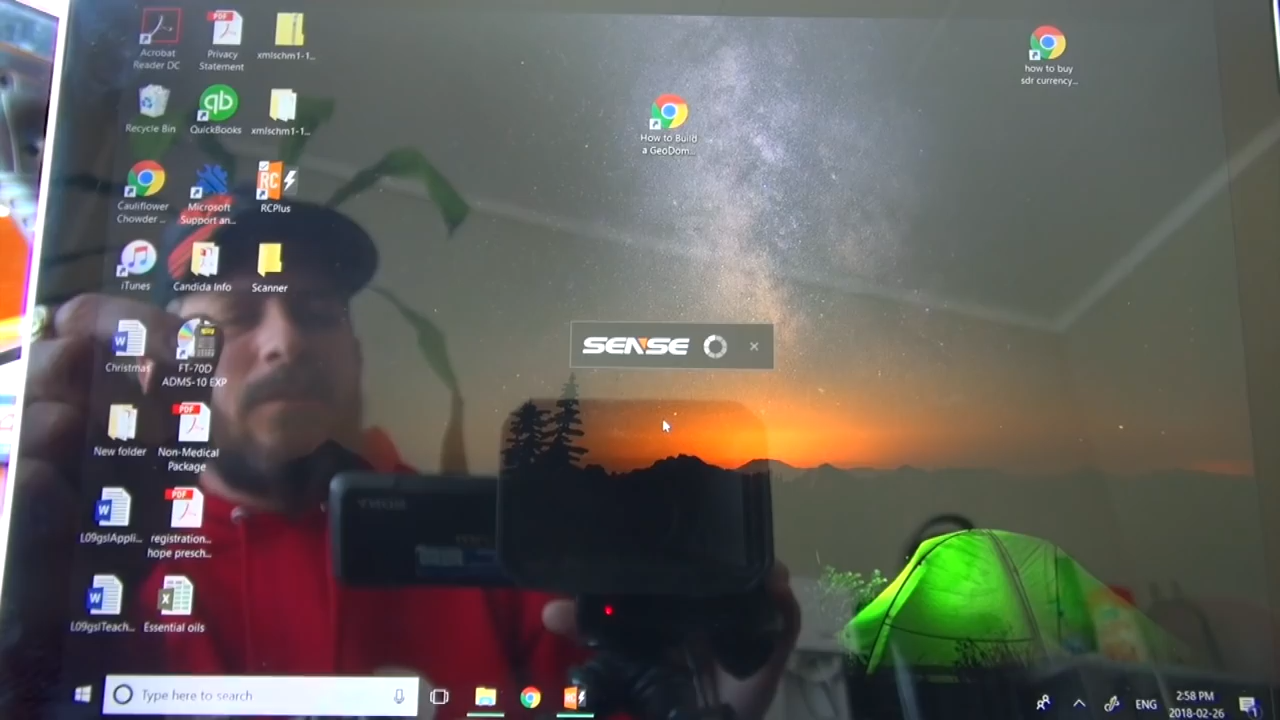 Acrobat
Reader DC
PDF
Privacy
Statement
xmlschm1-1...
Recycle Bin
qb
QuickBooks
xmlschm1-1...
Cauliflower
Chowder ...
Microsoft
Support an...
RC
RCPlus
iTunes
Candida Info
Scanner
W
Christmas
FT-70D
ADMS-10 EXP
New folder
PDF
Non-Medical
Package
W
L09gslAppli...
PDF
registration...
hope presch...
W
L09gslTeach...
X
Essential oils
How to Build
a GeoDom...
how to buy
sdr currency...
SENSE
Type here to search
RC
ENG
2:58 PM
2018-02-26
1